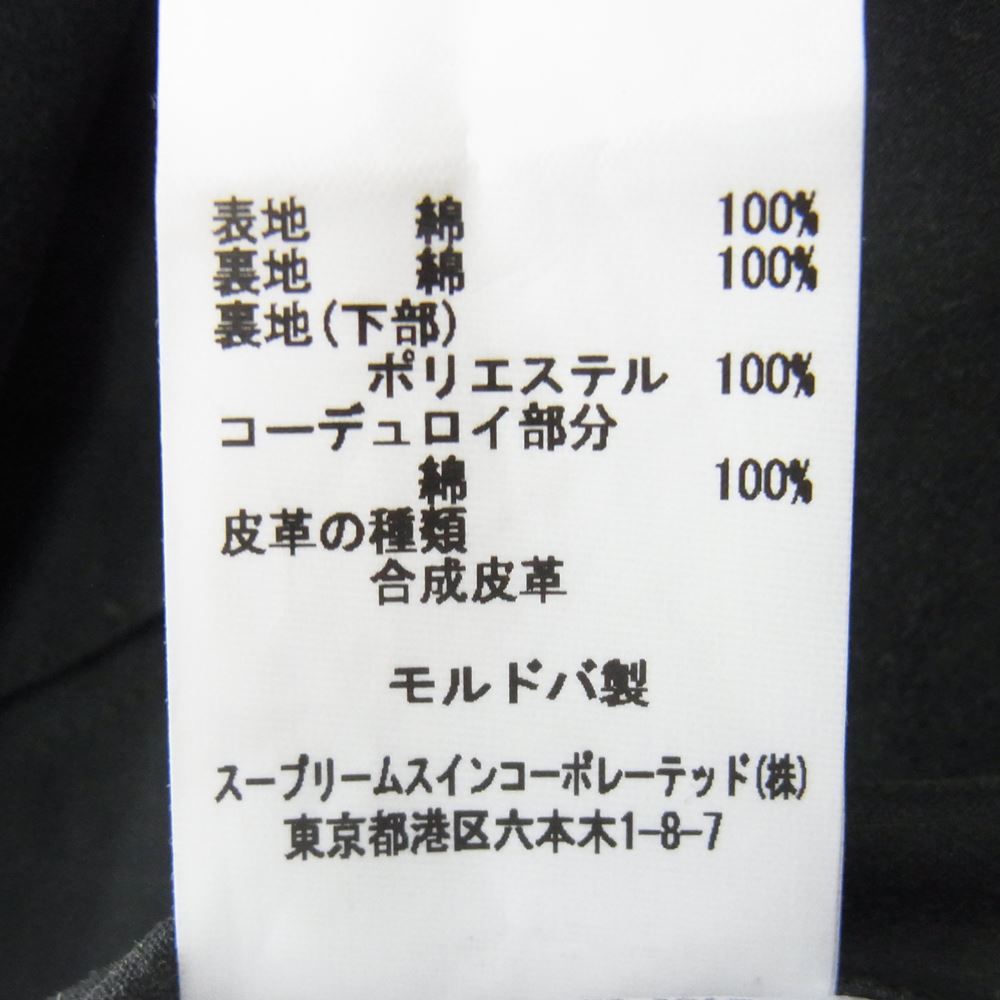 表地 綿 100%
裏地 綿 100%
裏地(下部)
ポリエステル 100%
コーデュロイ部分
綿 100%
皮革の種類
合成皮革
モルドバ製
スープリームスインコーポレーテッド(株)
東京都港区六本木1-8-7